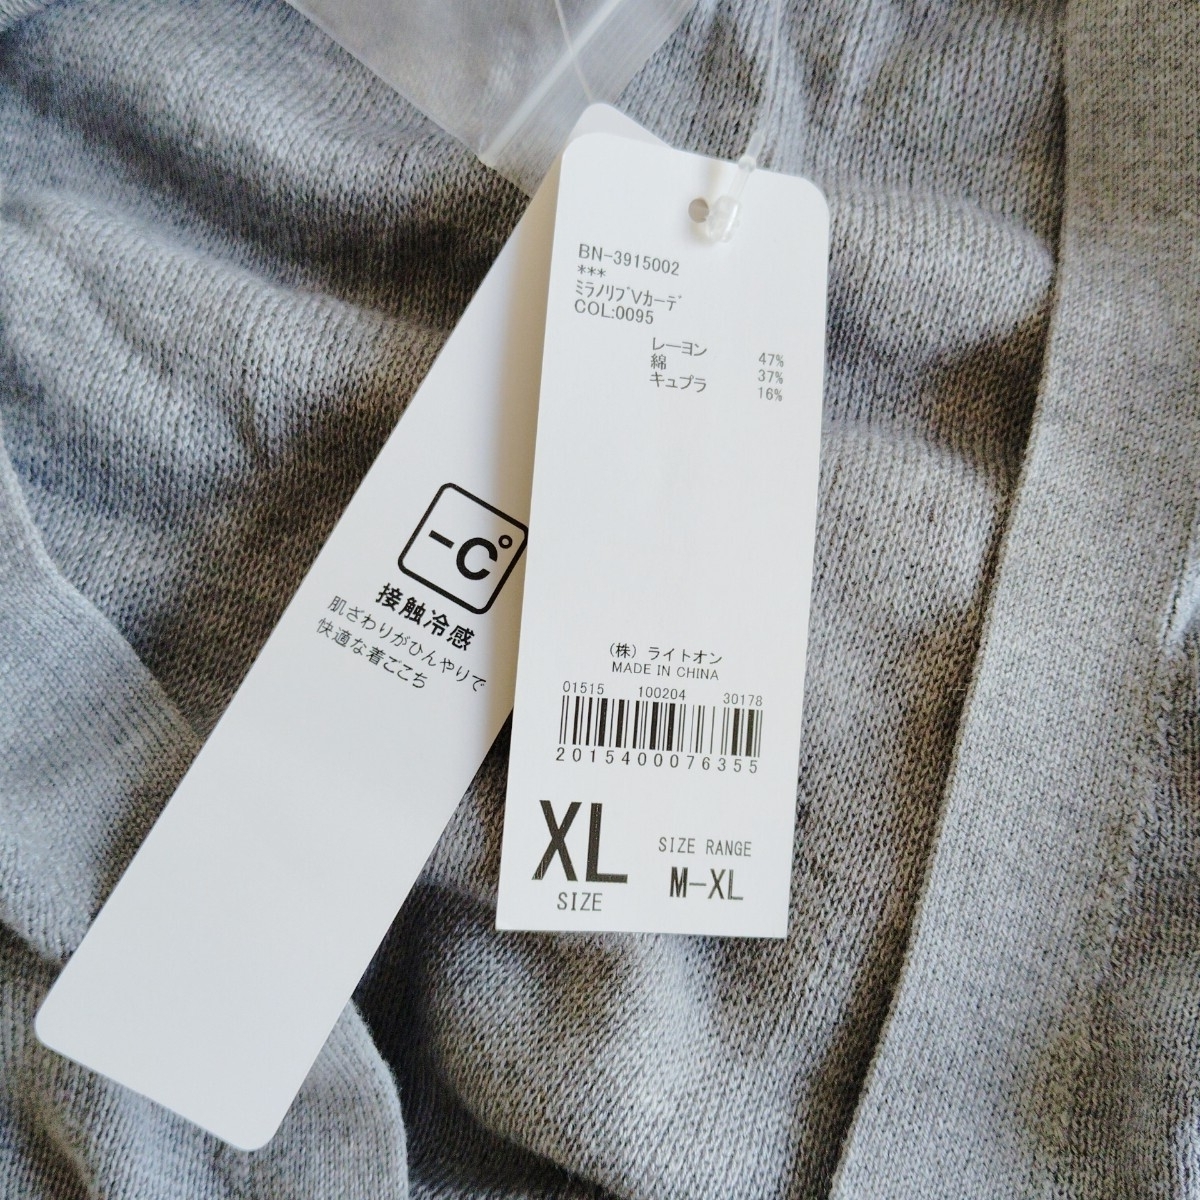 BN-3915002
***
ﾐﾗﾉﾘﾌﾞVｶｰﾃﾞ
COL:0095
レーヨン 47%
綿 37%
キュプラ 16%
(株) ライトオン
MADE IN CHINA
01515 100204 30178
2015400076355
XL
SIZE
SIZE RANGE
M-XL
-C°
接触冷感
肌ざわりがひんやりで
快適な着ごこち